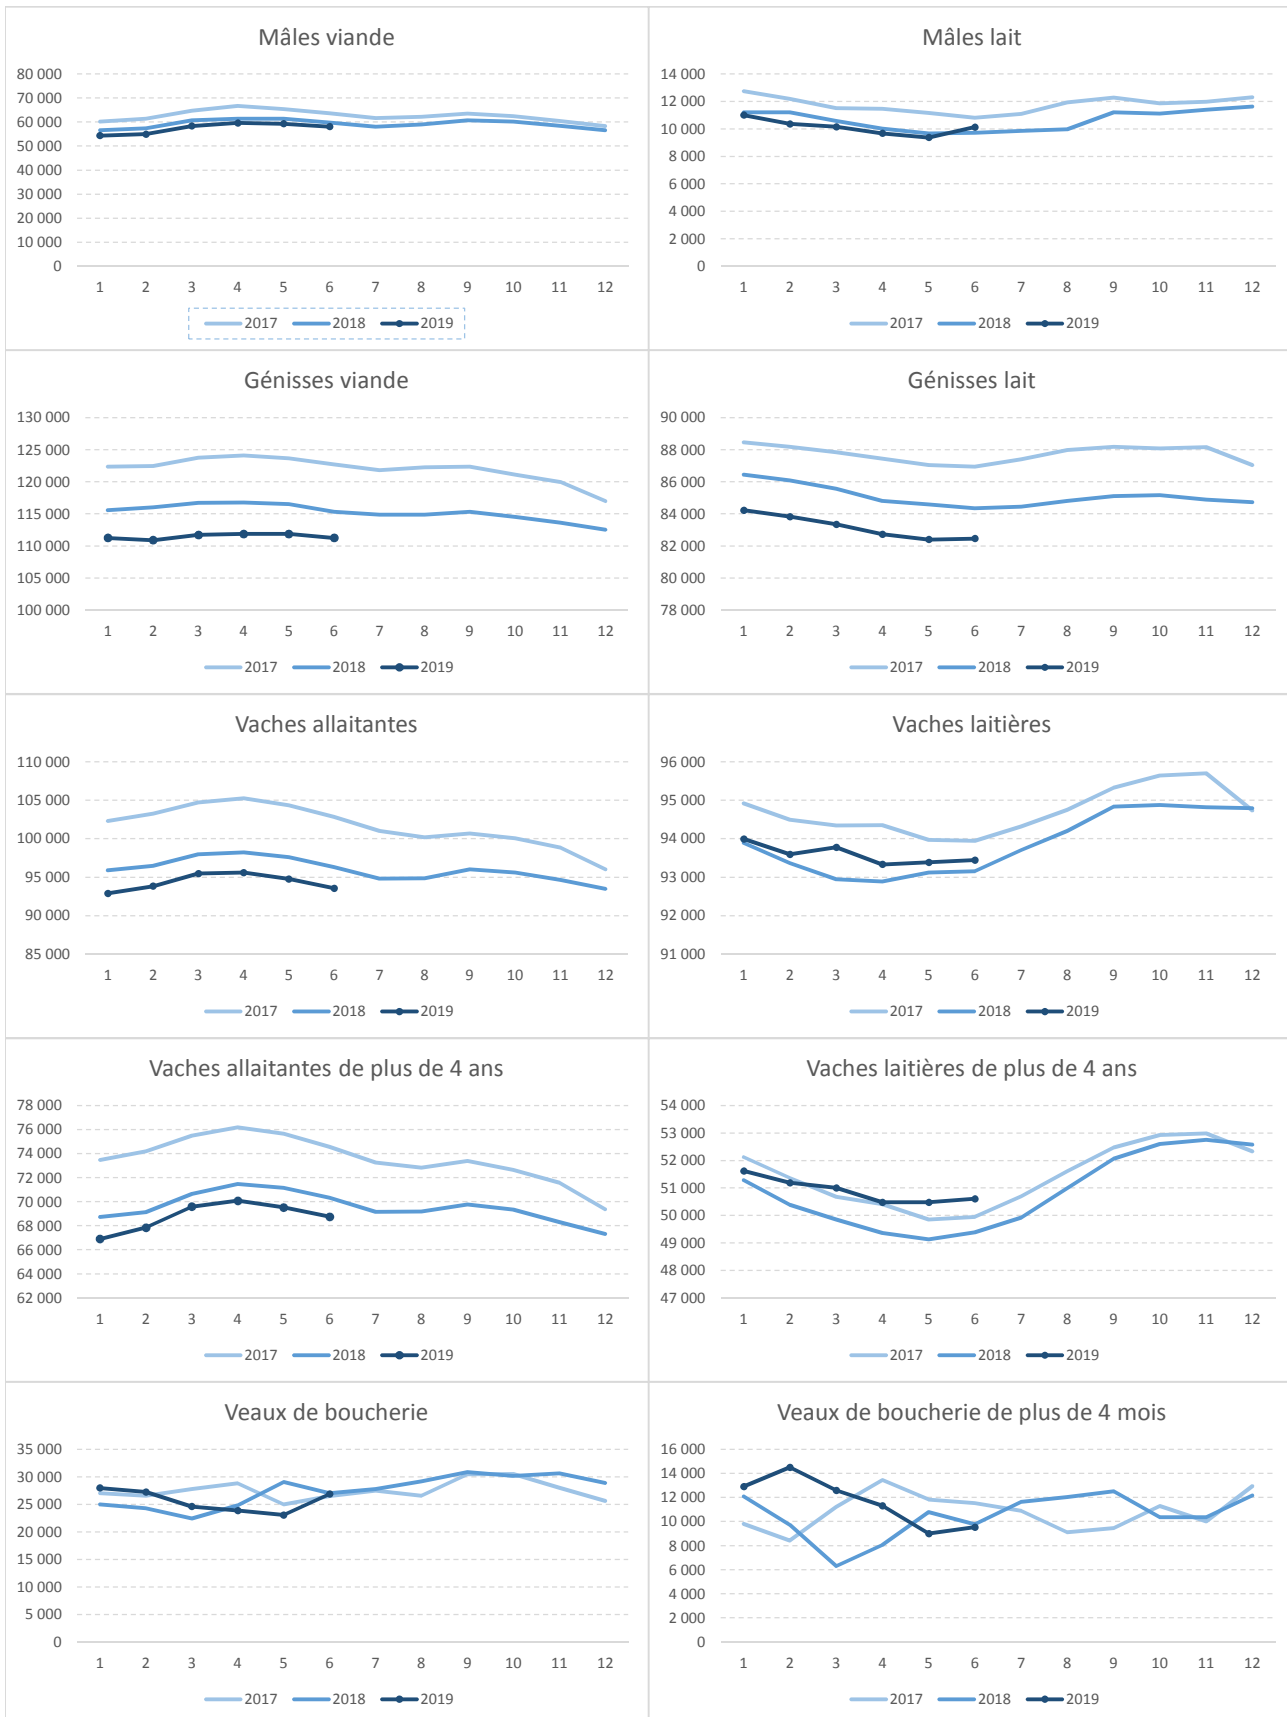 Mâles viande
80 000
70 000
60 000
50 000
40 000
30 000
20 000
10 000
0
1 2 3 4 5 6 7 8 9 10 11 12
2017 2018 2019
Mâles lait
14 000
12 000
10 000
8 000
6 000
4 000
2 000
0
1 2 3 4 5 6 7 8 9 10 11 12
2017 2018 2019
Génisses viande
130 000
125 000
120 000
115 000
110 000
105 000
100 000
1 2 3 4 5 6 7 8 9 10 11 12
2017 2018 2019
Génisses lait
90 000
88 000
86 000
84 000
82 000
80 000
78 000
1 2 3 4 5 6 7 8 9 10 11 12
2017 2018 2019
Vaches allaitantes
110 000
105 000
100 000
95 000
90 000
85 000
1 2 3 4 5 6 7 8 9 10 11 12
2017 2018 2019
Vaches laitières
96 000
95 000
94 000
93 000
92 000
91 000
1 2 3 4 5 6 7 8 9 10 11 12
2017 2018 2019
Vaches allaitantes de plus de 4 ans
78 000
76 000
74 000
72 000
70 000
68 000
66 000
64 000
62 000
1 2 3 4 5 6 7 8 9 10 11 12
2017 2018 2019
Vaches laitières de plus de 4 ans
54 000
53 000
52 000
51 000
50 000
49 000
48 000
47 000
1 2 3 4 5 6 7 8 9 10 11 12
2017 2018 2019
Veaux de boucherie
35 000
30 000
25 000
20 000
15 000
10 000
5 000
0
1 2 3 4 5 6 7 8 9 10 11 12
2017 2018 2019
Veaux de boucherie de plus de 4 mois
16 000
14 000
12 000
10 000
8 000
6 000
4 000
2 000
0
1 2 3 4 5 6 7 8 9 10 11 12
2017 2018 2019